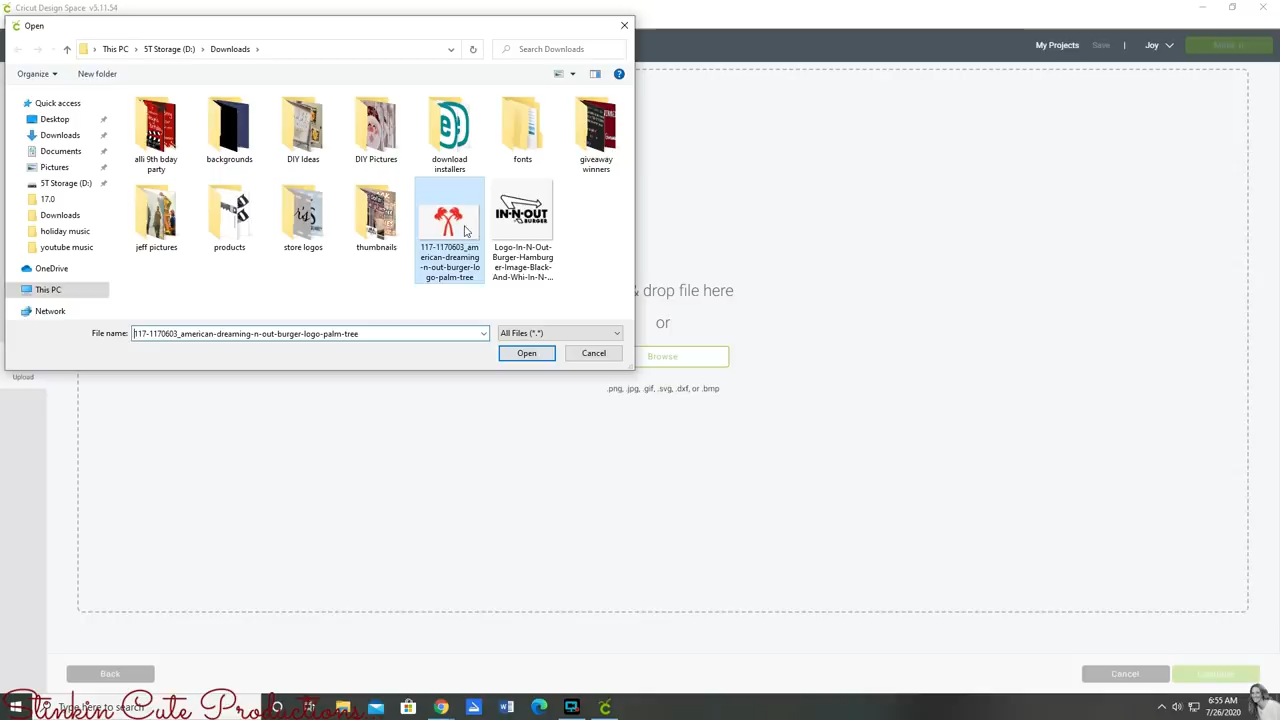 Cricut Design Space v5.11.54
Open
This PC
5T Storage (D:)
Downloads
Search Downloads
My Projects
Save
|
Joy
Organize
New folder
Quick access
Desktop
Downloads
Documents
Pictures
5T Storage (D:)
17.0
Downloads
holiday music
youtube music
OneDrive
This PC
Network
alli 9th bday
party
backgrounds
DIY Ideas
DIY Pictures
download
installers
fonts
giveaway
winners
jeff pictures
products
store logos
thumbnails
117-1170603_am
erican-dreaming
-n-out-burger-lo
go-palm-tree
IN-N-OUT
BURGER
Logo-In-N-Out-
Burger-Hamburg
er-Image-Black-
And-Whi-In-N-...
File name:
117-1170603_american-dreaming-n-out-burger-logo-palm-tree
All Files (*.*)
Open
Cancel
& drop file here
or
Browse
.png, .jpg, .gif, .svg, .dxf, or .bmp
Upload
Back
Cancel
Type here to search
Stinkin Cute Productions...
6:55 AM
7/26/2020